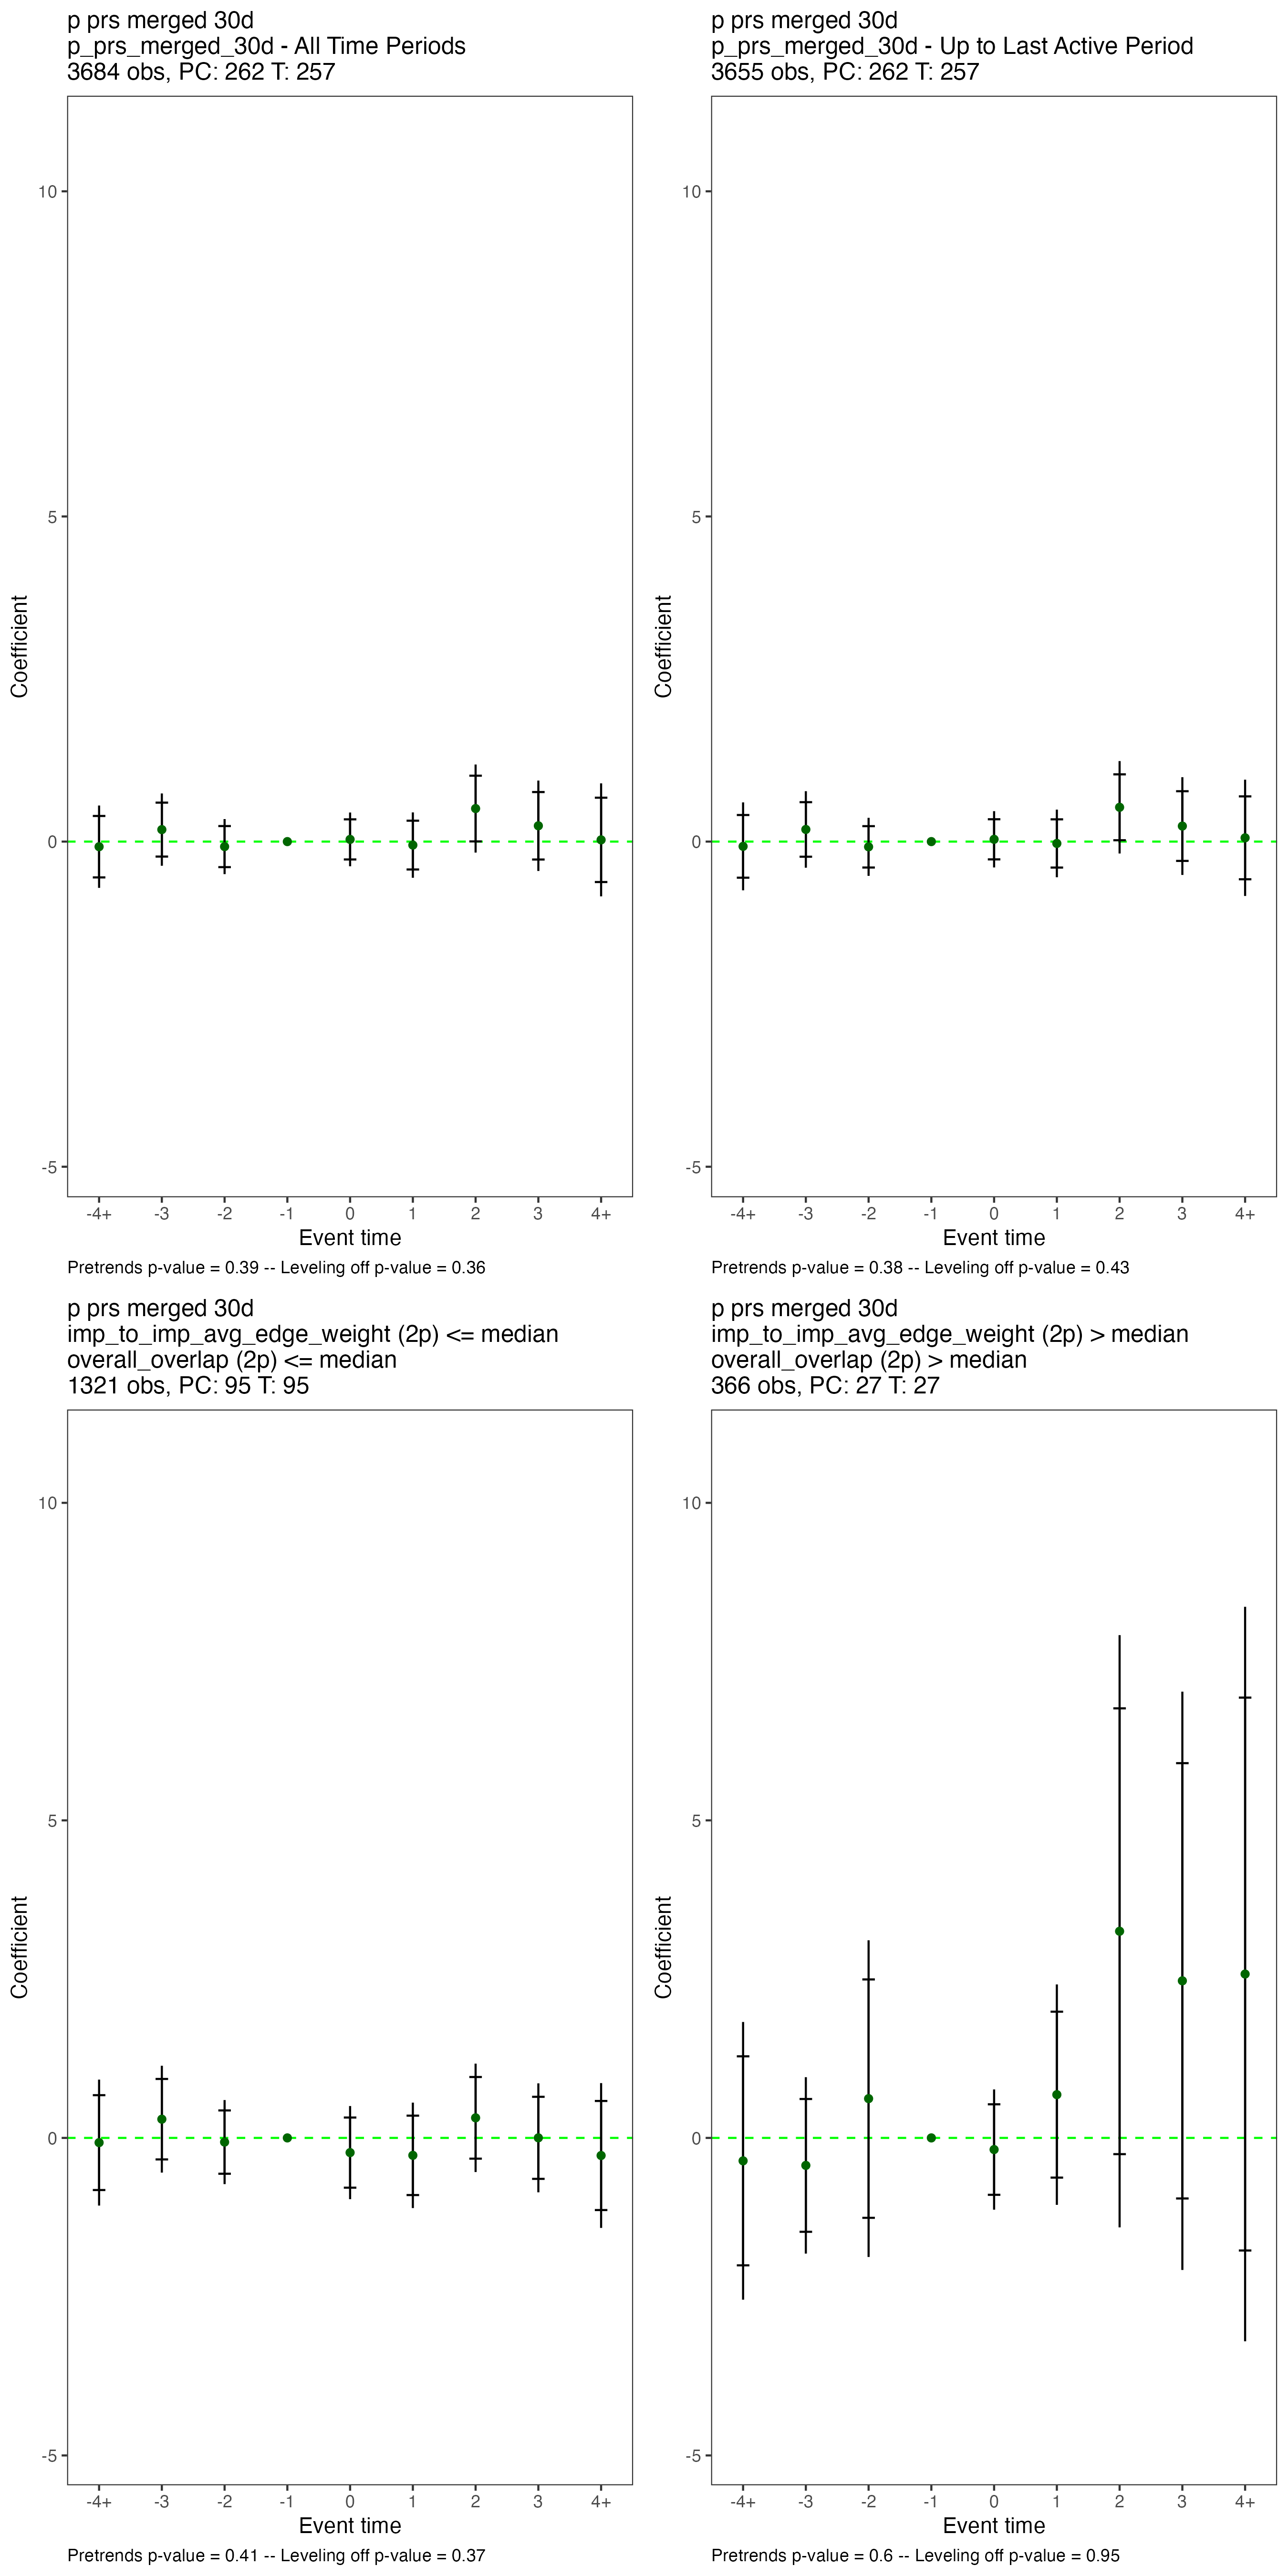 p prs merged 30d
p_prs_merged_30d - All Time Periods
3684 obs, PC: 262 T: 257
10
5
0
-5
Coefficient
-4+ -3 -2 -1 0 1 2 3 4+
Event time
Pretrends p-value = 0.39 -- Leveling off p-value = 0.36
p prs merged 30d
p_prs_merged_30d - Up to Last Active Period
3655 obs, PC: 262 T: 257
10
5
0
-5
Coefficient
-4+ -3 -2 -1 0 1 2 3 4+
Event time
Pretrends p-value = 0.38 -- Leveling off p-value = 0.43
p prs merged 30d
imp_to_imp_avg_edge_weight (2p) <= median
overall_overlap (2p) <= median
1321 obs, PC: 95 T: 95
10
5
0
-5
Coefficient
-4+ -3 -2 -1 0 1 2 3 4+
Event time
Pretrends p-value = 0.41 -- Leveling off p-value = 0.37
p prs merged 30d
imp_to_imp_avg_edge_weight (2p) > median
overall_overlap (2p) > median
366 obs, PC: 27 T: 27
10
5
0
-5
Coefficient
-4+ -3 -2 -1 0 1 2 3 4+
Event time
Pretrends p-value = 0.6 -- Leveling off p-value = 0.95